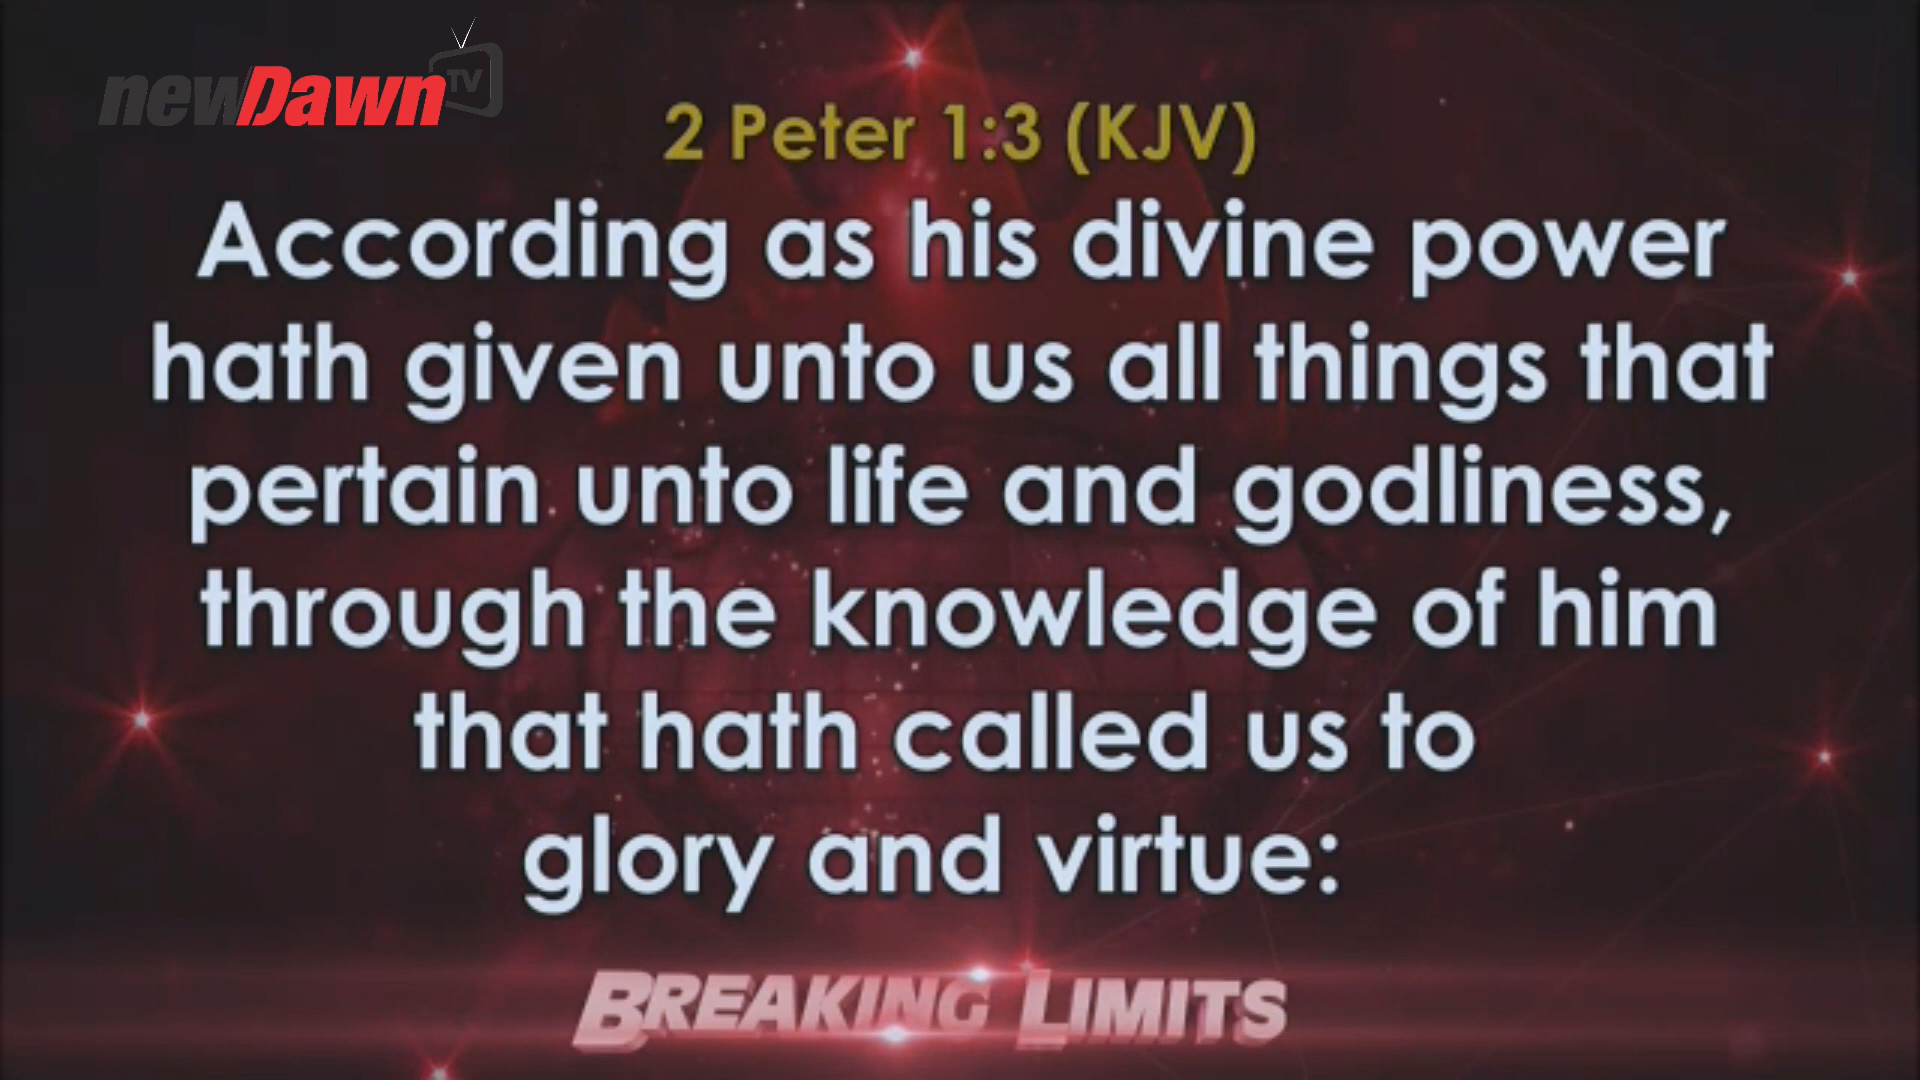 newDawn TV
2 Peter 1:3 (KJV)
According as his divine power
hath given unto us all things that
pertain unto life and godliness,
through the knowledge of him
that hath called us to
glory and virtue:
BREAKING LIMITS